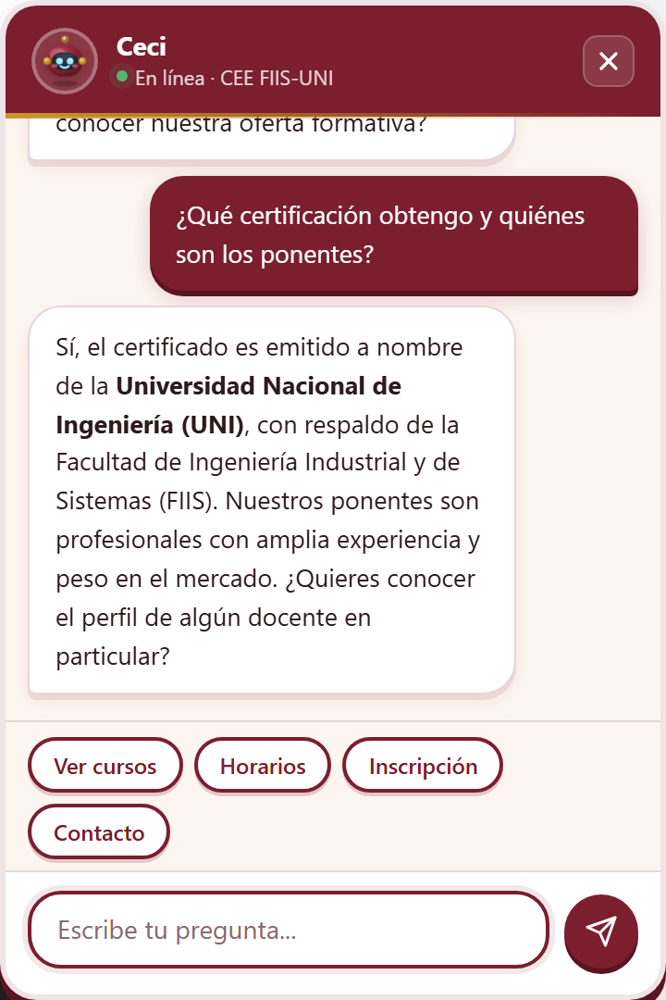 Ceci
En línea · CEE FIIS-UNI
conocer nuestra oferta formativa?
¿Qué certificación obtengo y quiénes
son los ponentes?
Sí, el certificado es emitido a nombre
de la Universidad Nacional de
Ingeniería (UNI), con respaldo de la
Facultad de Ingeniería Industrial y de
Sistemas (FIIS). Nuestros ponentes son
profesionales con amplia experiencia y
peso en el mercado. ¿Quieres conocer
el perfil de algún docente en
particular?
Ver cursos
Horarios
Inscripción
Contacto
Escribe tu pregunta...